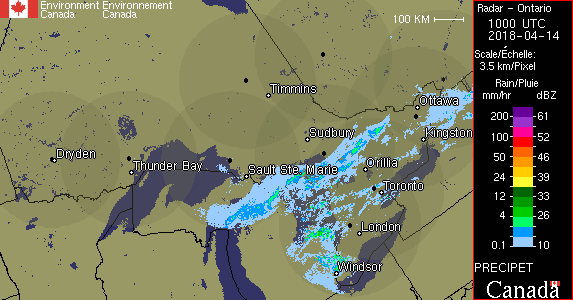 Environment Environnement
Canada Canada
100 KM
Timmins
Ottawa
Sudbury
Kingston
Dryden
Thunder Bay
Sault Ste. Marie
Orillia
Toronto
London
Windsor
Radar - Ontario
1000 UTC
2018-04-14
Scale/Échelle:
3.5 km/Pixel
Rain/Pluie
mm/hr dBZ
200 61
100 52
50 46
24 39
12 33
4 26
0.1 10
PRECIPET
Canada